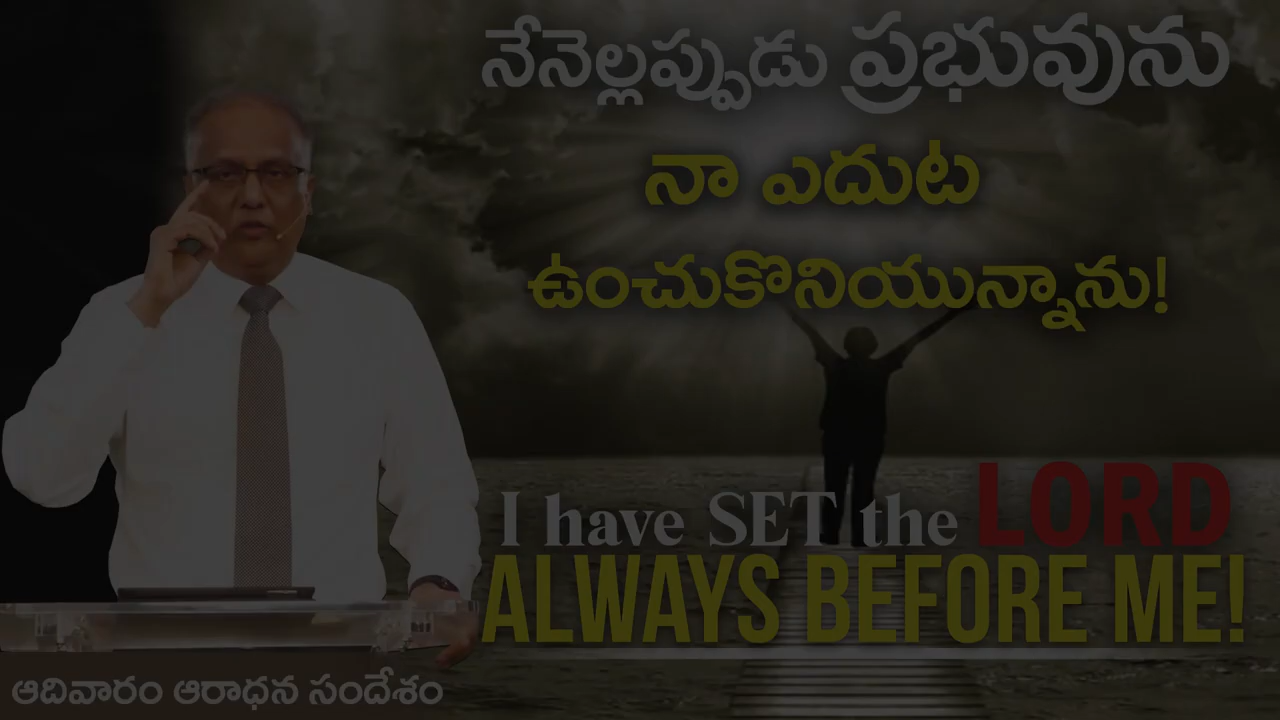 నేనెల్లప్పుడు ప్రభువును
నా ఎదుట
ఉంచుకొనియున్నాను!
I have SET the LORD
ALWAYS BEFORE ME!
ఆదివారం ఆరాధన సందేశం